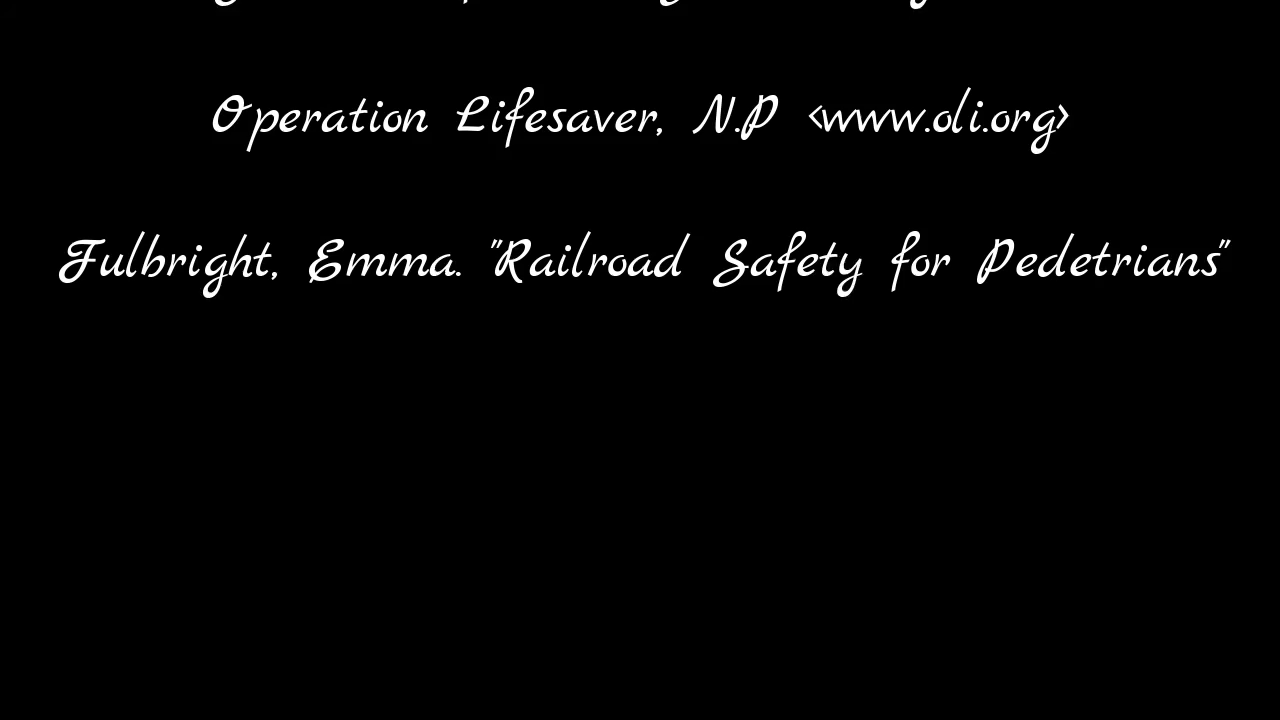 Operation Lifesaver, N.P <www.oli.org>
Fulbright, Emma. "Railroad Safety for Pedetrians"